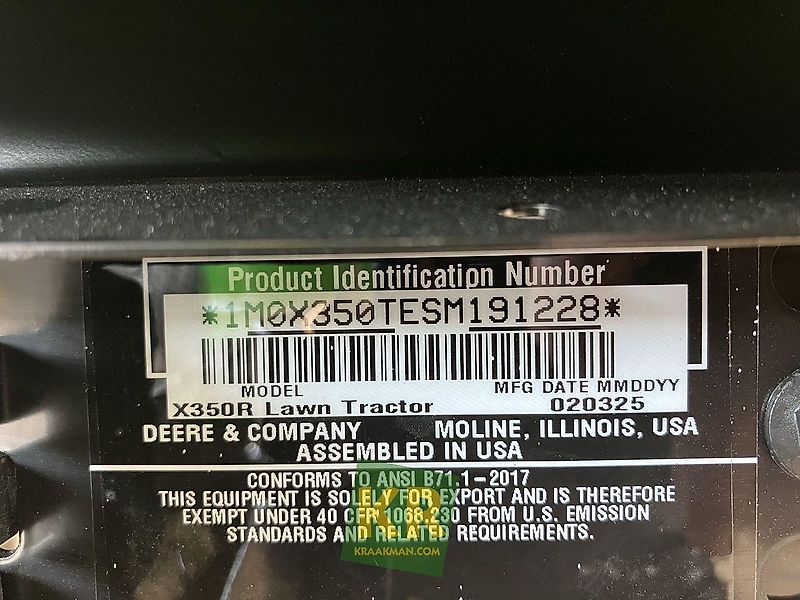 Product Identification Number
*1M0X350TESM191228*
MODEL MFG DATE MMDDYY
X350R Lawn Tractor 020325
DEERE & COMPANY MOLINE, ILLINOIS, USA
ASSEMBLED IN USA
CONFORMS TO ANSI B71.1-2017
THIS EQUIPMENT IS SOLELY FOR EXPORT AND IS THEREFORE
EXEMPT UNDER 40 CFR 1068.230 FROM U.S. EMISSION
STANDARDS AND RELATED REQUIREMENTS.
KRAAKMAN.COM